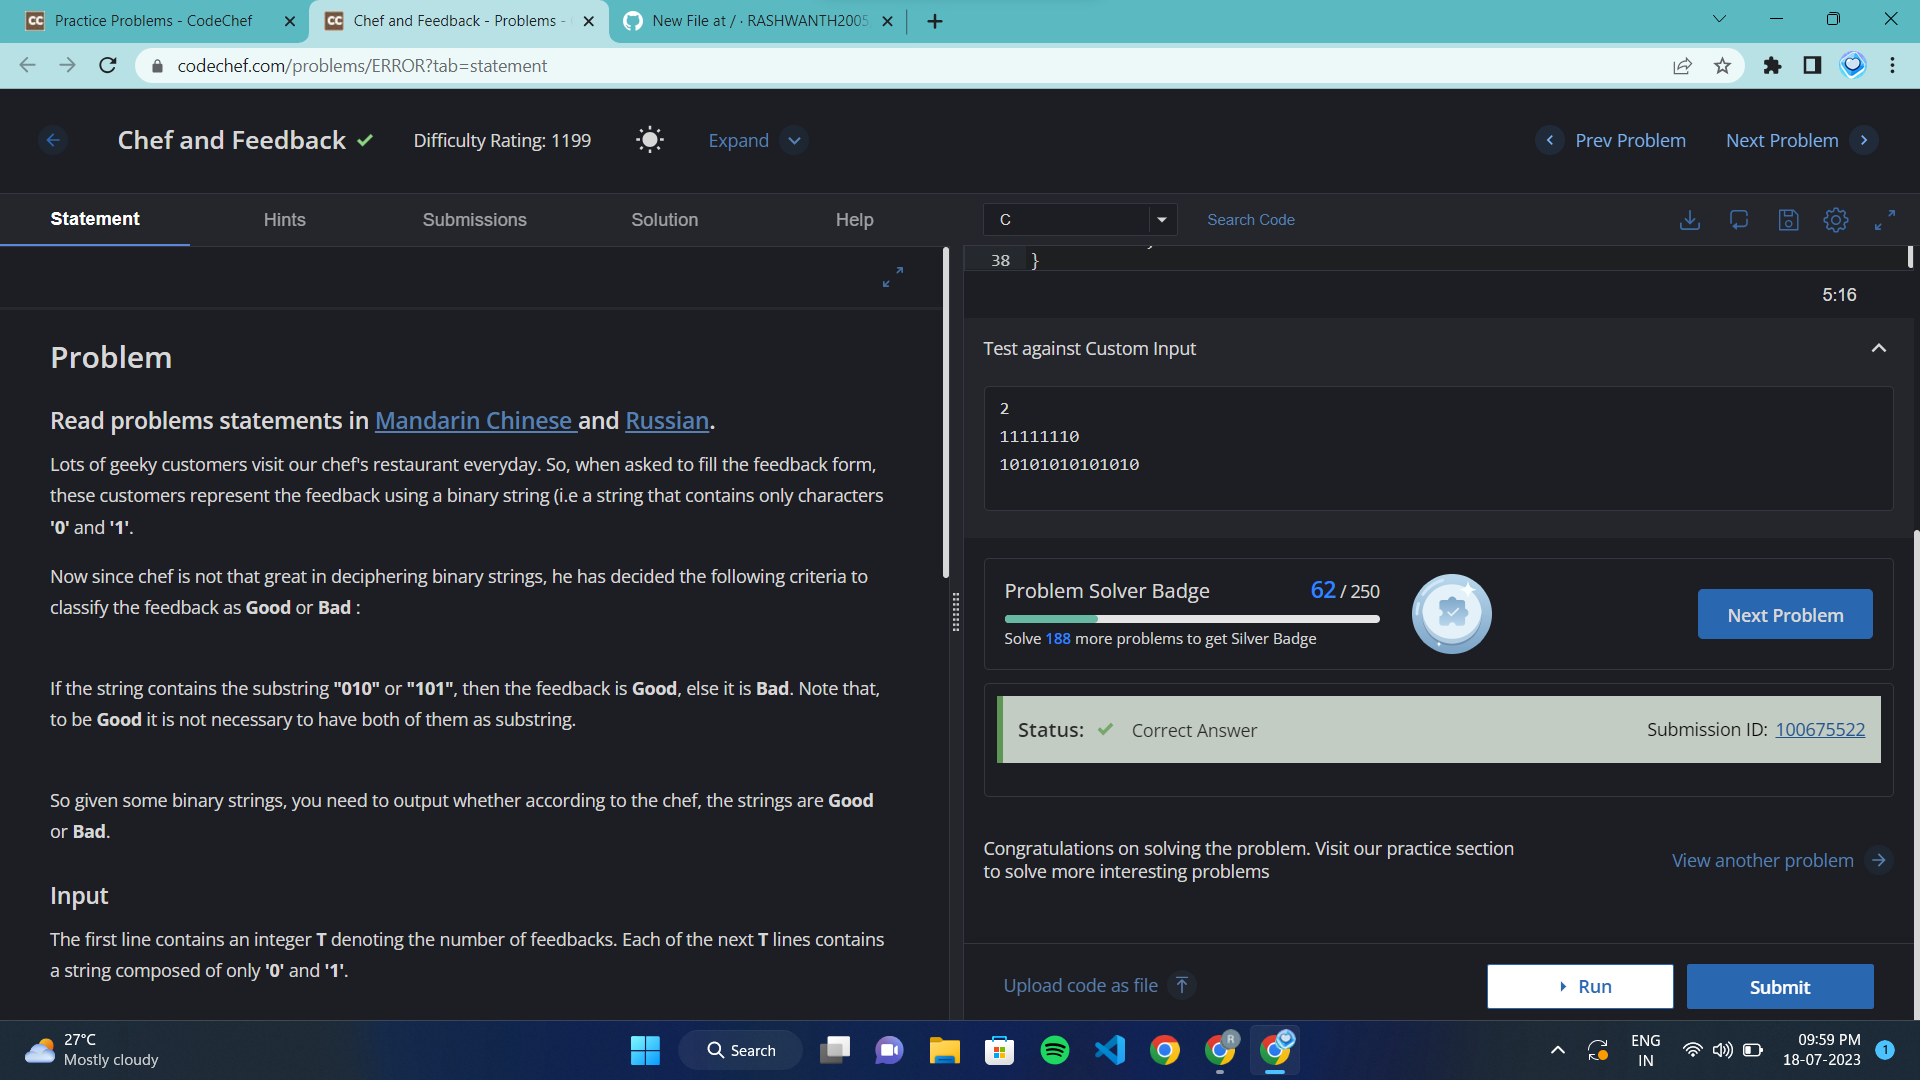 Practice Problems - CodeChef
Chef and Feedback - Problems -
New File at / · RASHWANTH2005
codechef.com/problems/ERROR?tab=statement
Chef and Feedback
Difficulty Rating: 1199
Expand
Prev Problem
Next Problem
Statement
Hints
Submissions
Solution
Help
C
Search Code
38 }
5:16
Problem
Read problems statements in Mandarin Chinese and Russian.
Lots of geeky customers visit our chef's restaurant everyday. So, when asked to fill the feedback form,
these customers represent the feedback using a binary string (i.e a string that contains only characters
'0' and '1'.
Now since chef is not that great in deciphering binary strings, he has decided the following criteria to
classify the feedback as Good or Bad :
If the string contains the substring "010" or "101", then the feedback is Good, else it is Bad. Note that,
to be Good it is not necessary to have both of them as substring.
So given some binary strings, you need to output whether according to the chef, the strings are Good
or Bad.
Input
The first line contains an integer T denoting the number of feedbacks. Each of the next T lines contains
a string composed of only '0' and '1'.
Test against Custom Input
2
11111110
10101010101010
Problem Solver Badge
62 / 250
Solve 188 more problems to get Silver Badge
Next Problem
Status:
Correct Answer
Submission ID: 100675522
Congratulations on solving the problem. Visit our practice section
to solve more interesting problems
View another problem
Upload code as file
Run
Submit
27°C
Mostly cloudy
Search
R
ENG
IN
09:59 PM
18-07-2023
1